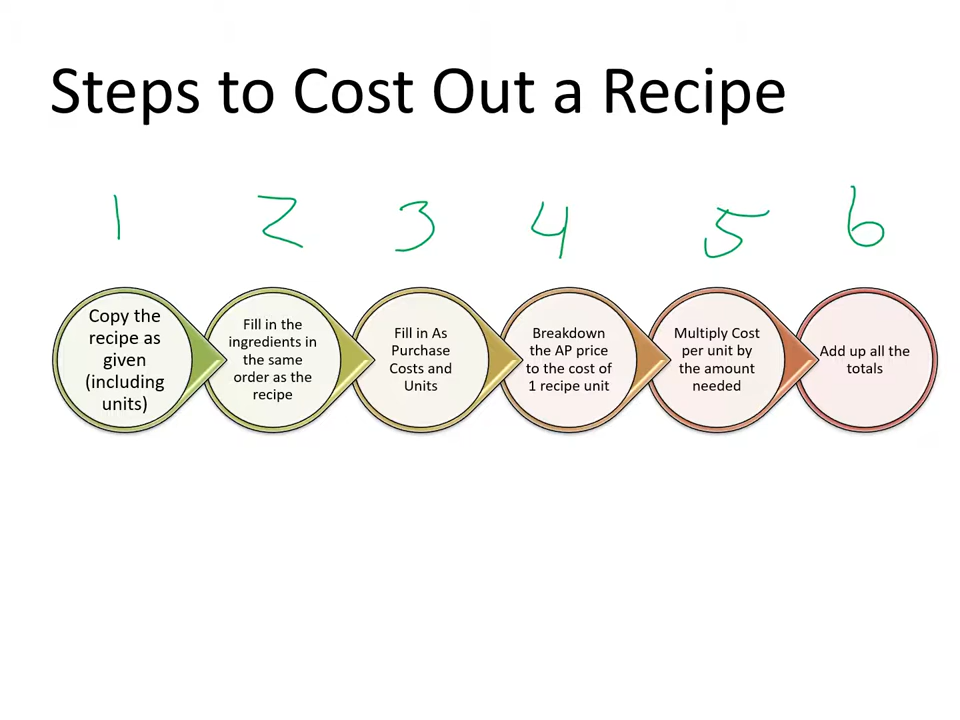 Steps to Cost Out a Recipe
1 2 3 4 5 6
Copy the
recipe as
given
(including
units)
Fill in the
ingredients in
the same
order as the
recipe
Fill in As
Purchase
Costs and
Units
Breakdown
the AP price
to the cost of
1 recipe unit
Multiply Cost
per unit by
the amount
needed
Add up all the
totals